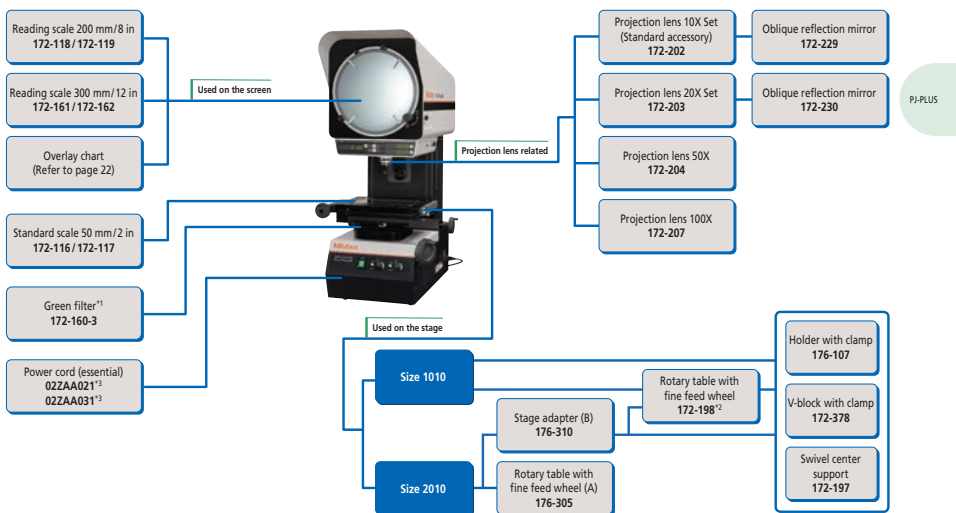 Reading scale 200 mm/8 in
172-118/172-119
Reading scale 300 mm/12 in
172-161/172-162
Overlay chart
(Refer to page 22)
Standard scale 50 mm/2 in
172-116/172-117
Green filter*1
172-160-3
Power cord (essential)
02ZAA021*3
02ZAA031*3
Used on the screen
Mitutoyo
Projection lens related
Projection lens 10X Set
(Standard accessory)
172-202
Oblique reflection mirror
172-229
Projection lens 20X Set
172-203
Oblique reflection mirror
172-230
Projection lens 50X
172-204
Projection lens 100X
172-207
PJ-PLUS
Used on the stage
Size 1010
Size 2010
Stage adapter (B)
176-310
Rotary table with
fine feed wheel (A)
176-305
Rotary table with
fine feed wheel
172-198*2
Holder with clamp
176-107
V-block with clamp
172-378
Swivel center
support
172-197